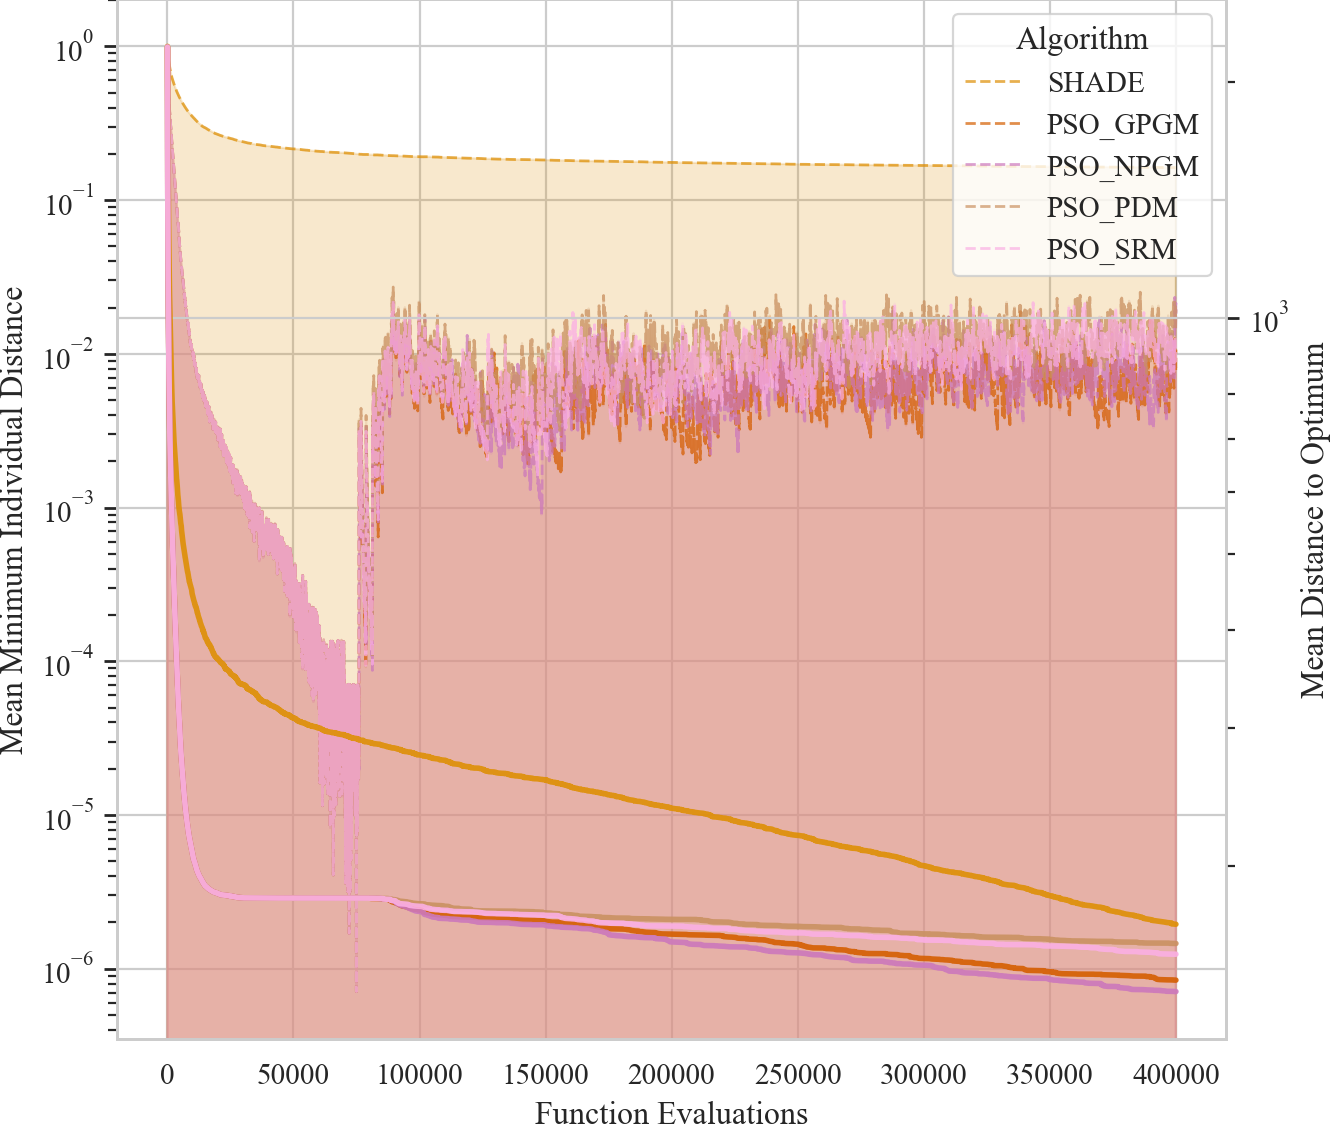 Algorithm
SHADE
PSO_GPGM
PSO_NPGM
PSO_PDM
PSO_SRM
10^0
10^−1
10^−2
10^−3
10^−4
10^−5
10^−6
Mean Minimum Individual Distance
10^3
Mean Distance to Optimum
0 50000 100000 150000 200000 250000 300000 350000 400000
Function Evaluations